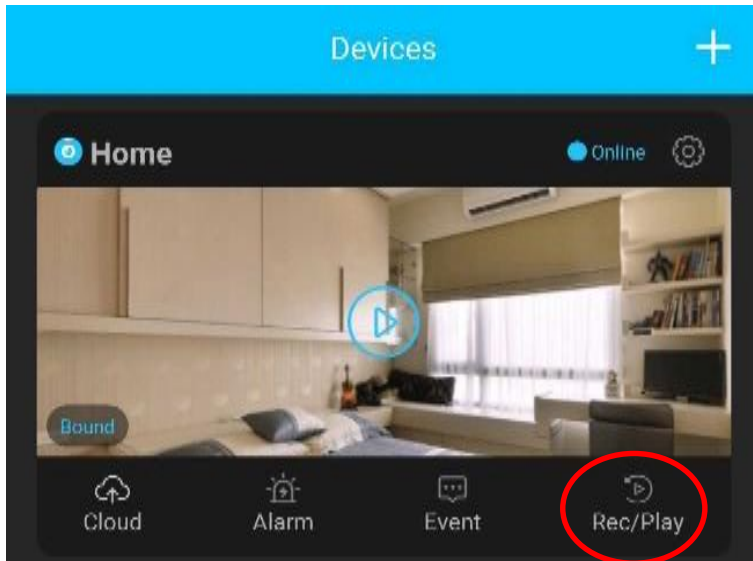 Devices
Home
Online
Bound
Cloud
Alarm
Event
Rec/Play